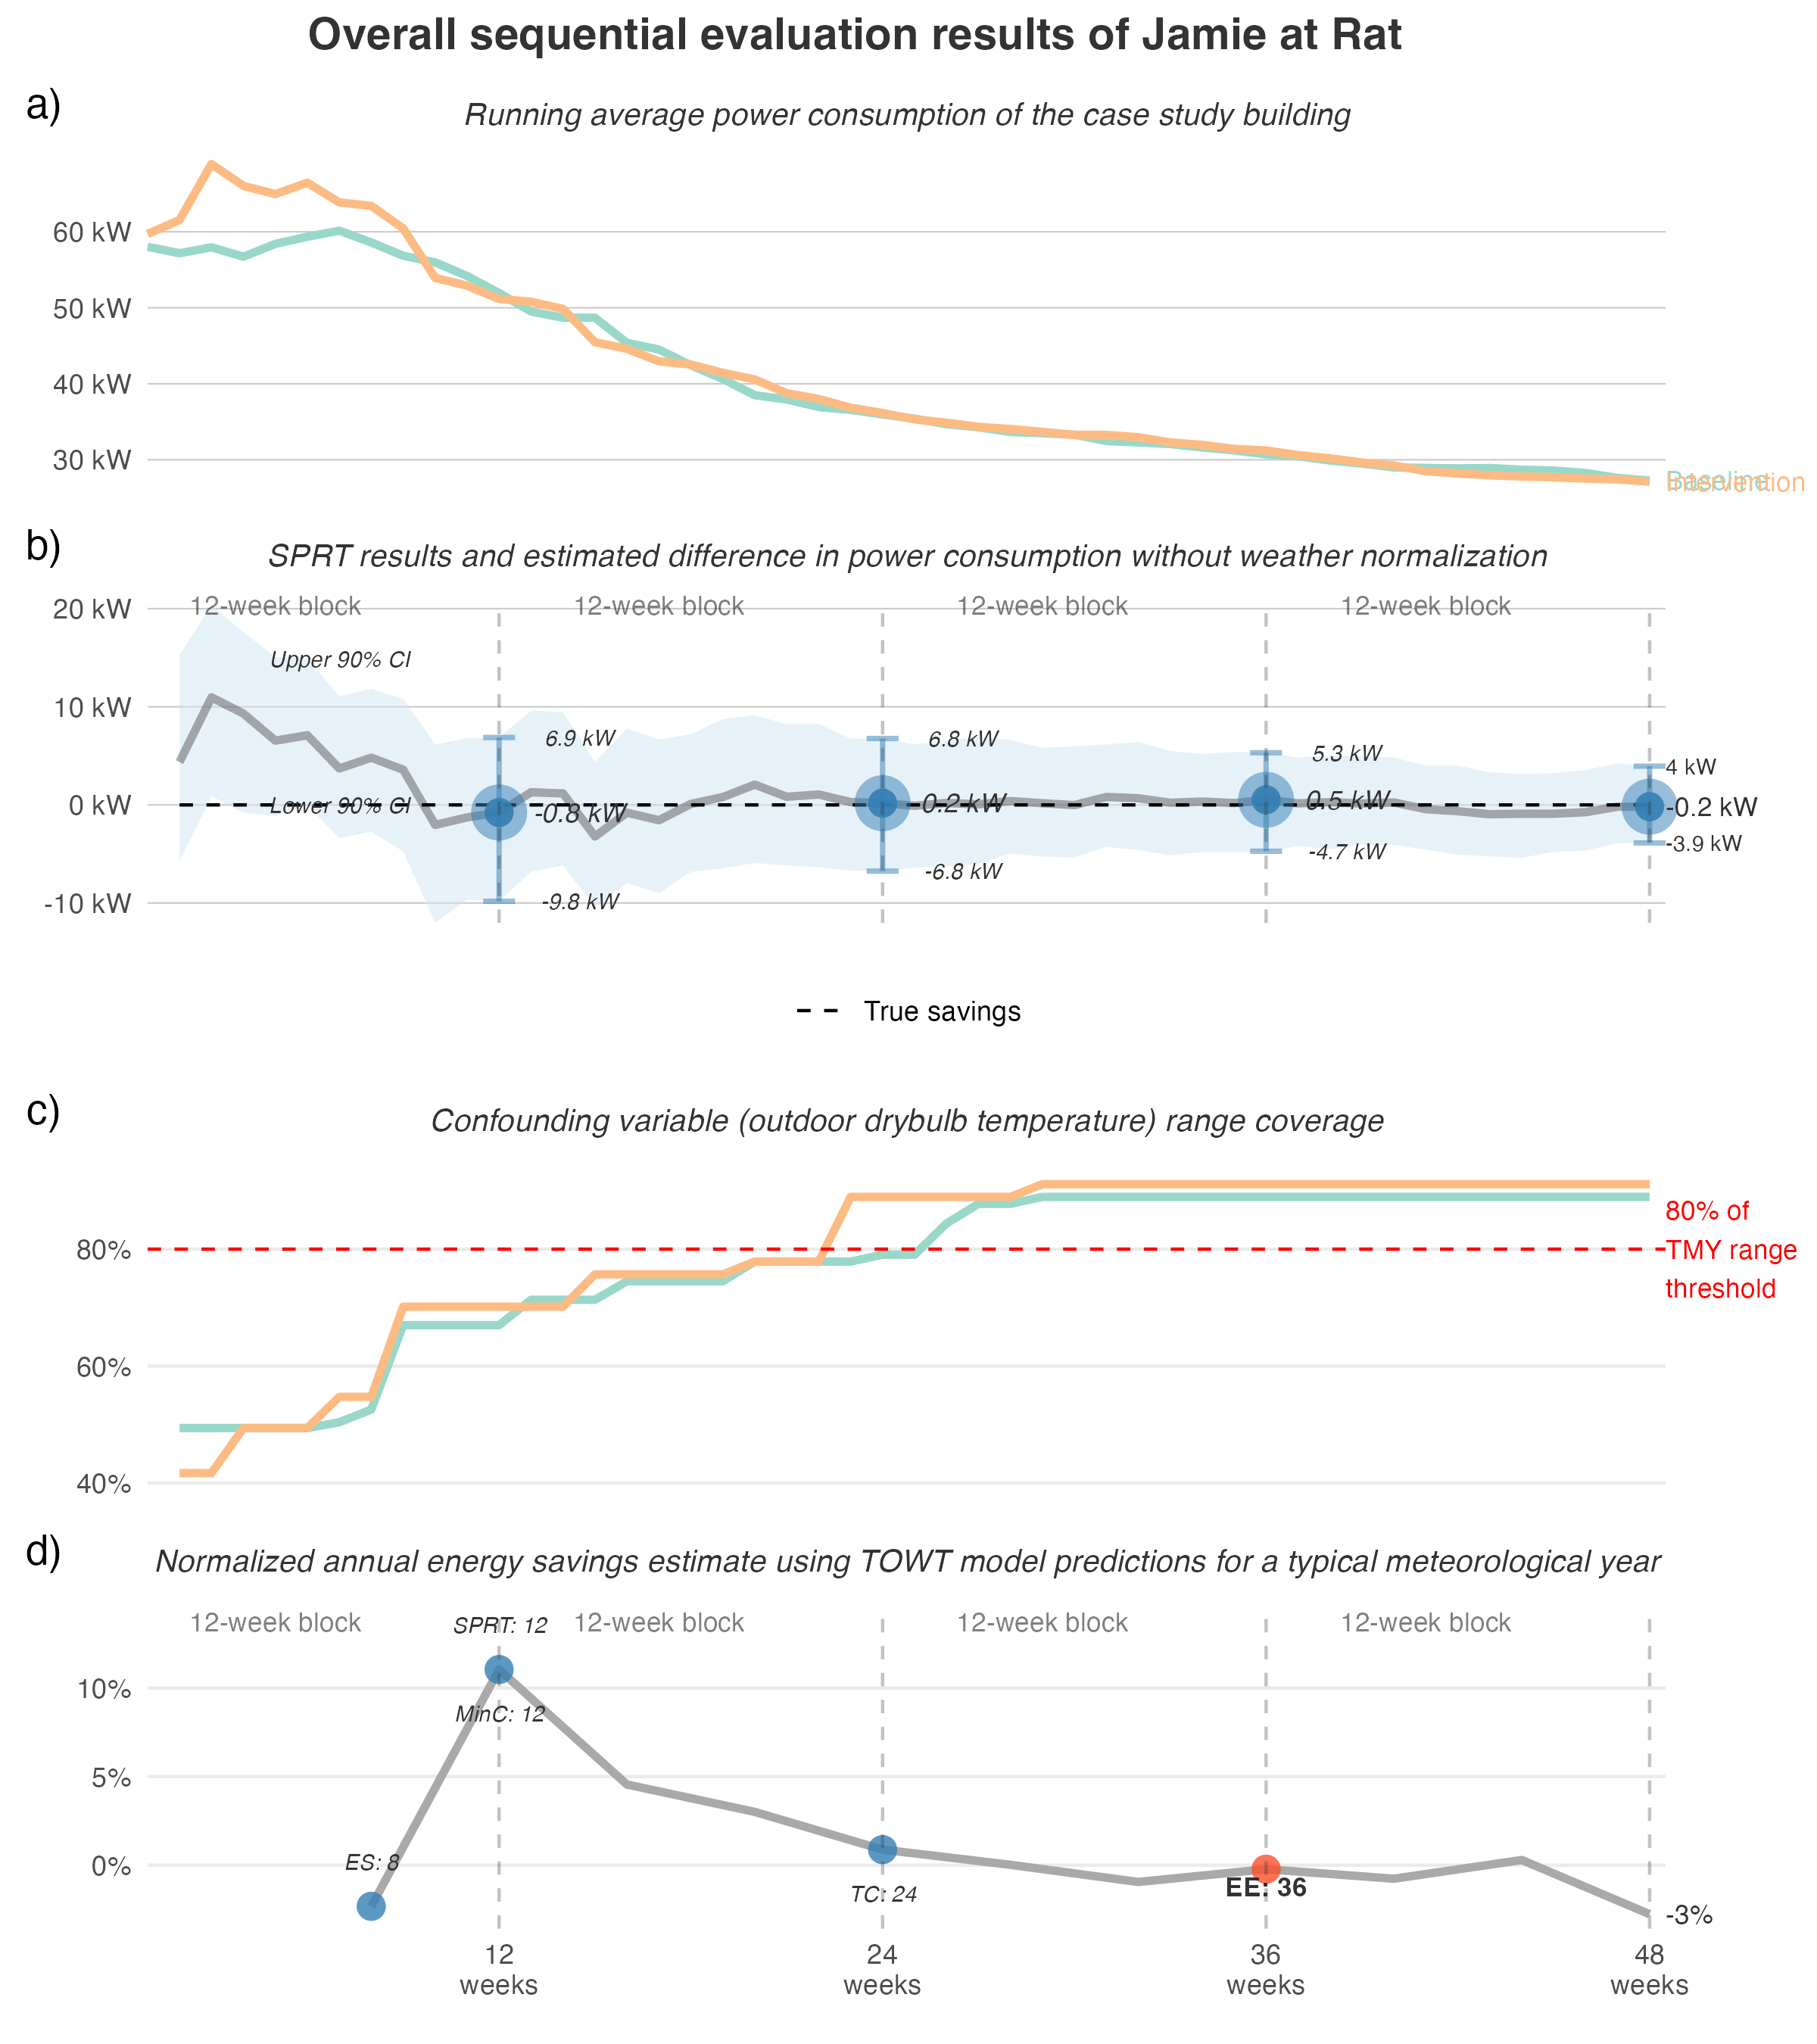 Overall sequential evaluation results of Jamie at Rat
a)
Running average power consumption of the case study building
60 kW
50 kW
40 kW
30 kW
Baseline
Intervention
b)
SPRT results and estimated difference in power consumption without weather normalization
12-week block
12-week block
12-week block
12-week block
20 kW
10 kW
0 kW
-10 kW
Upper 90% CI
Lower 90% CI
6.9 kW
-0.8 kW
-9.8 kW
6.8 kW
0.2 kW
-6.8 kW
5.3 kW
0.5 kW
-4.7 kW
4 kW
-0.2 kW
-3.9 kW
True savings
c)
Confounding variable (outdoor drybulb temperature) range coverage
80%
60%
40%
80% of
TMY range
threshold
d)
Normalized annual energy savings estimate using TOWT model predictions for a typical meteorological year
12-week block
12-week block
12-week block
12-week block
10%
5%
0%
SPRT: 12
MinC: 12
ES: 8
TC: 24
EE: 36
-3%
12
weeks
24
weeks
36
weeks
48
weeks